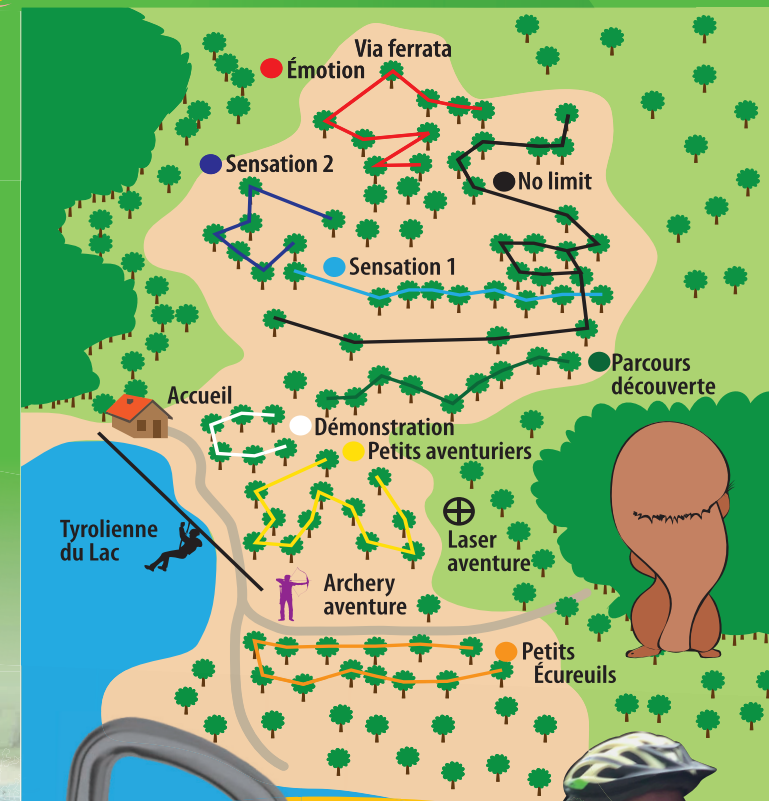 Via ferrata
Émotion
Sensation 2
No limit
Sensation 1
Parcours
découverte
Accueil
Démonstration
Petits aventuriers
Tyrolienne
du Lac
Laser
aventure
Archery
aventure
Petits
Écureuils